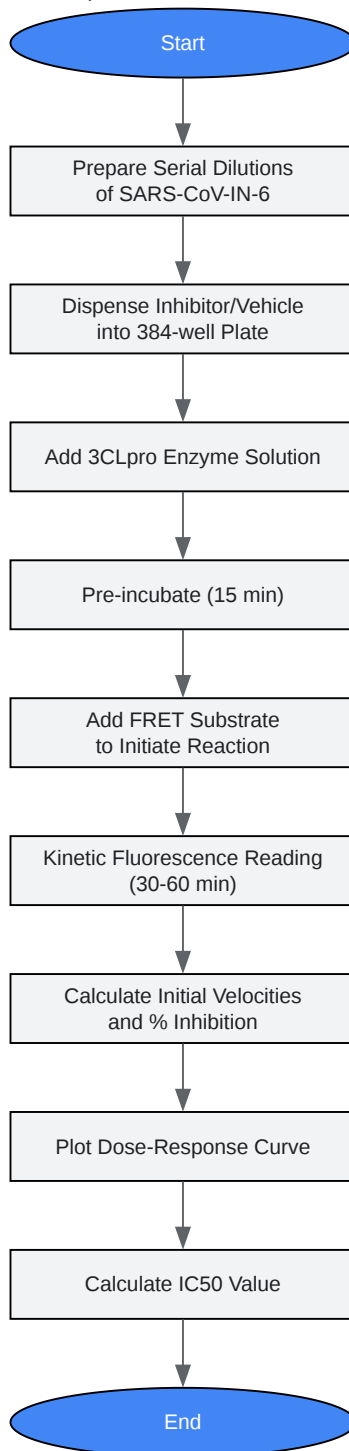 Start
Prepare Serial Dilutions
of SARS-CoV-IN-6
Dispense Inhibitor/Vehicle
into 384-well Plate
Add 3CLpro Enzyme Solution
Pre-incubate (15 min)
Add FRET Substrate
to Initiate Reaction
Kinetic Fluorescence Reading
(30-60 min)
Calculate Initial Velocities
and % Inhibition
Plot Dose-Response Curve
Calculate IC50 Value
End